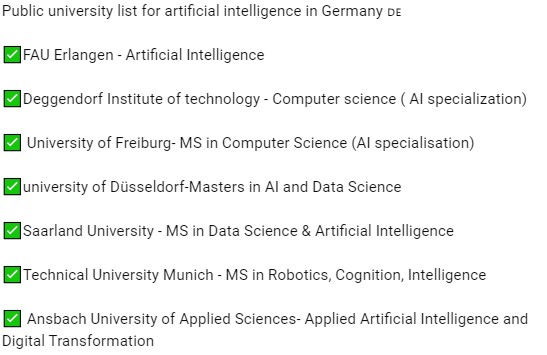 Public university list for artificial intelligence in Germany DE
✅FAU Erlangen - Artificial Intelligence
✅Deggendorf Institute of technology - Computer science ( AI specialization)
✅ University of Freiburg- MS in Computer Science (AI specialisation)
✅university of Düsseldorf-Masters in AI and Data Science
✅Saarland University - MS in Data Science & Artificial Intelligence
✅Technical University Munich - MS in Robotics, Cognition, Intelligence
✅ Ansbach University of Applied Sciences- Applied Artificial Intelligence and
Digital Transformation